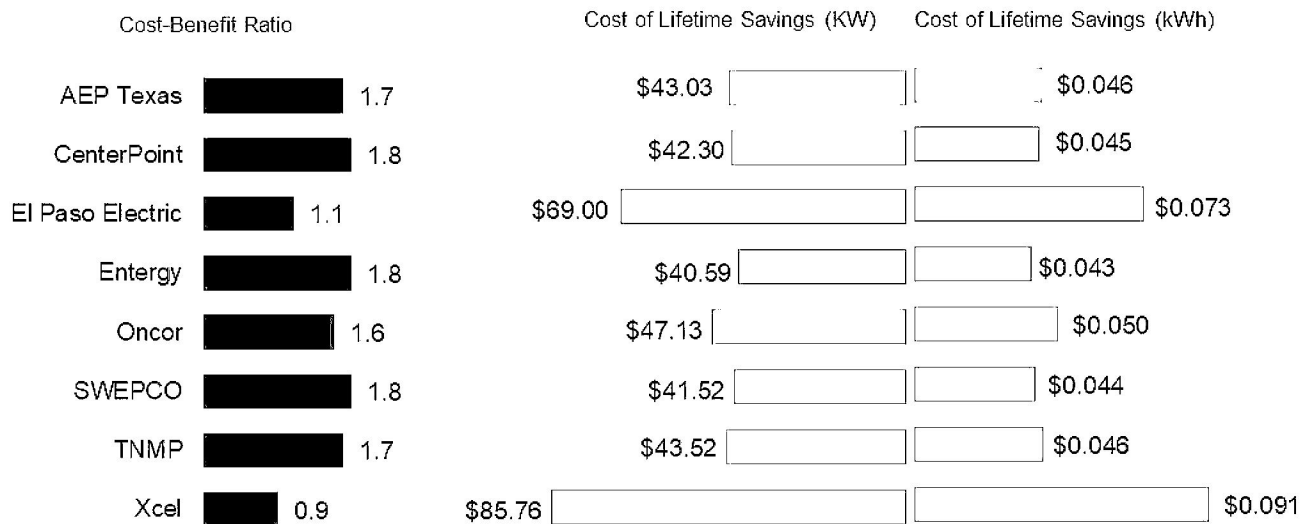 Cost-Benefit Ratio Cost of Lifetime Savings (KW) Cost of Lifetime Savings (kWh)
AEP Texas 1.7 $43.03 $0.046
CenterPoint 1.8 $42.30 $0.045
El Paso Electric 1.1 $69.00 $0.073
Entergy 1.8 $40.59 $0.043
Oncor 1.6 $47.13 $0.050
SWEPCO 1.8 $41.52 $0.044
TNMP 1.7 $43.52 $0.046
Xcel 0.9 $85.76 $0.091